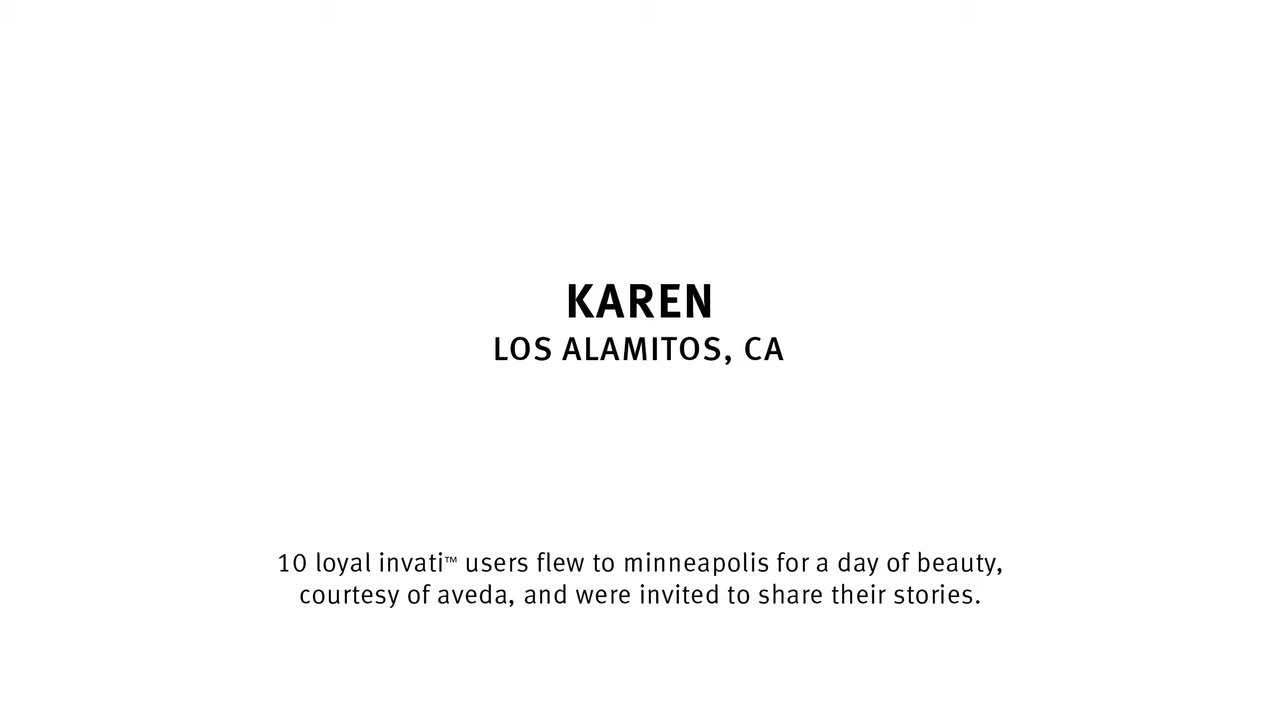 KAREN
LOS ALAMITOS, CA
10 loyal invati™ users flew to minneapolis for a day of beauty,
courtesy of aveda, and were invited to share their stories.